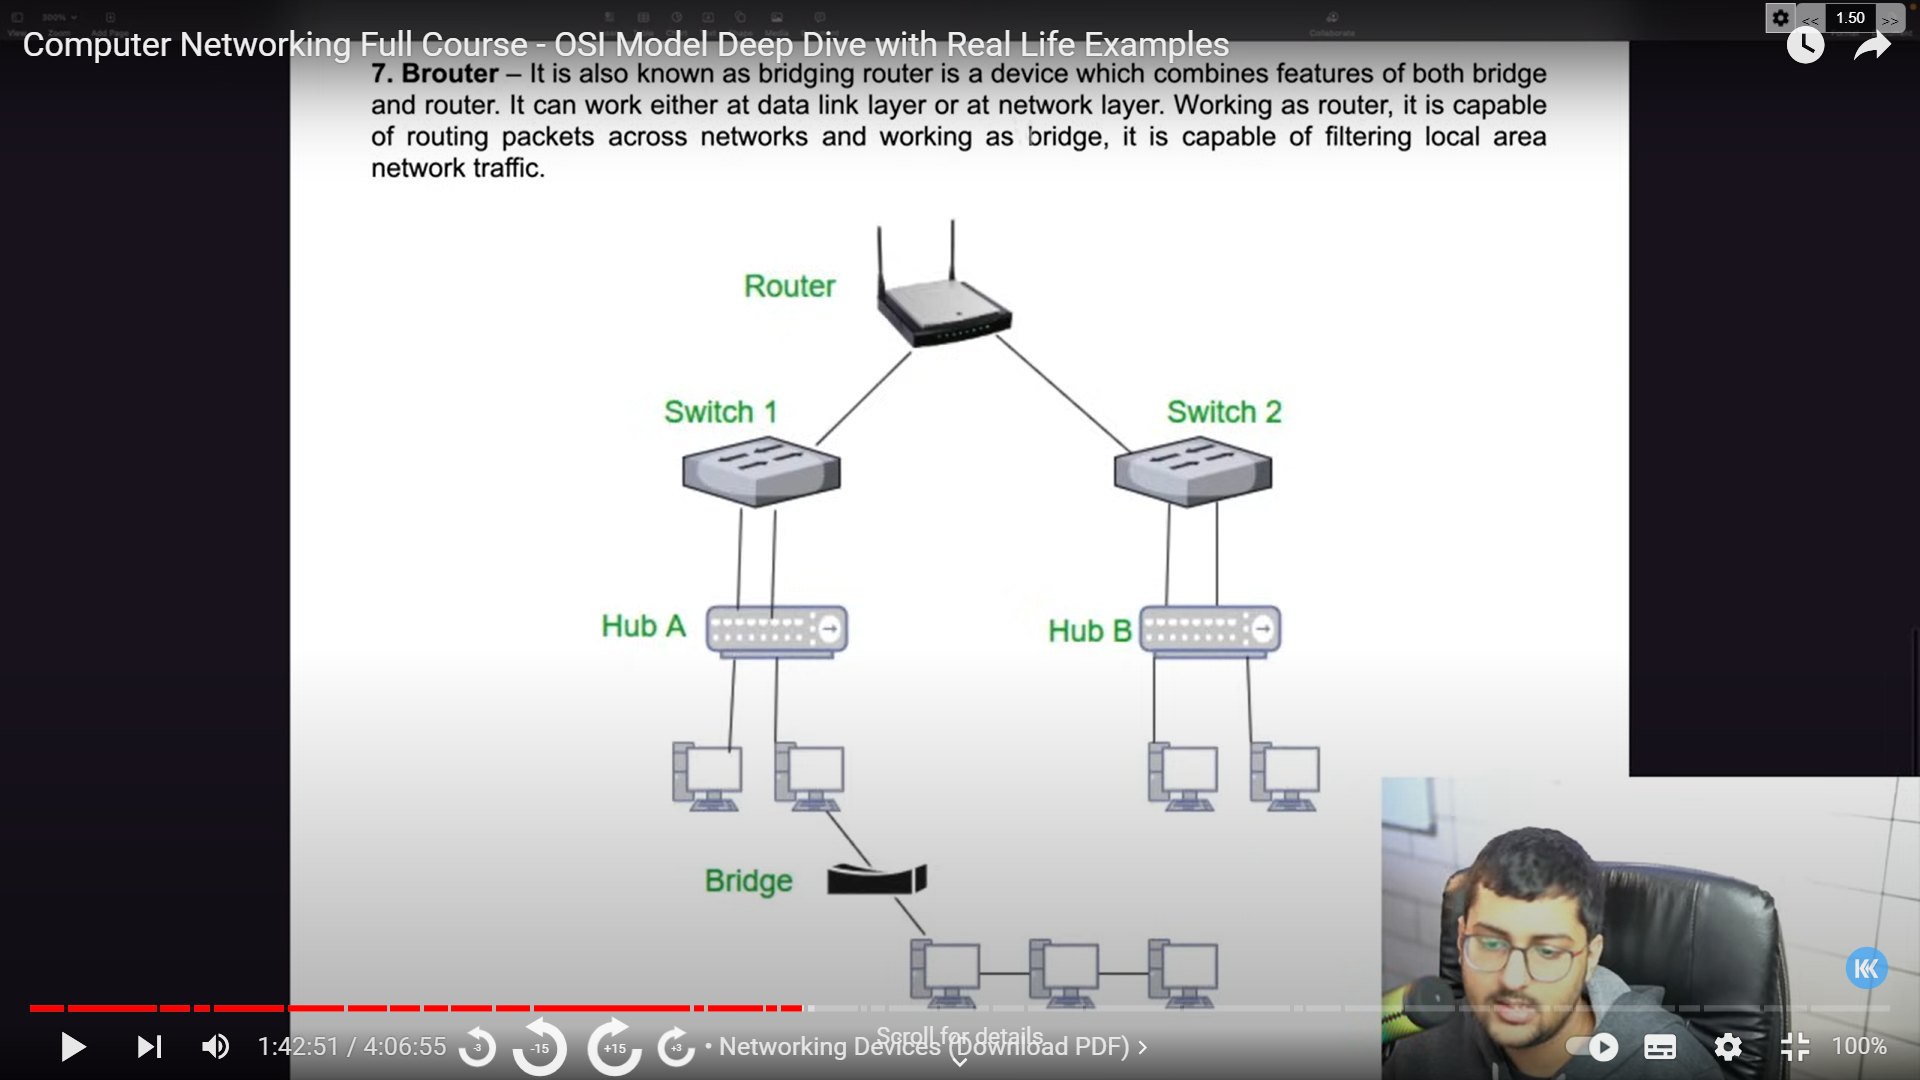 300%
1.50
<<
>>
Collaborate
Computer Networking Full Course - OSI Model Deep Dive with Real Life Examples
7. Brouter – It is also known as bridging router is a device which combines features of both bridge
and router. It can work either at data link layer or at network layer. Working as router, it is capable
of routing packets across networks and working as bridge, it is capable of filtering local area
network traffic.
Router
Switch 1
Switch 2
Hub A
Hub B
Bridge
Scroll for details
1:42:51 / 4:06:55
-3
-15
+15
+3
• Networking Devices (Download PDF) >
100%